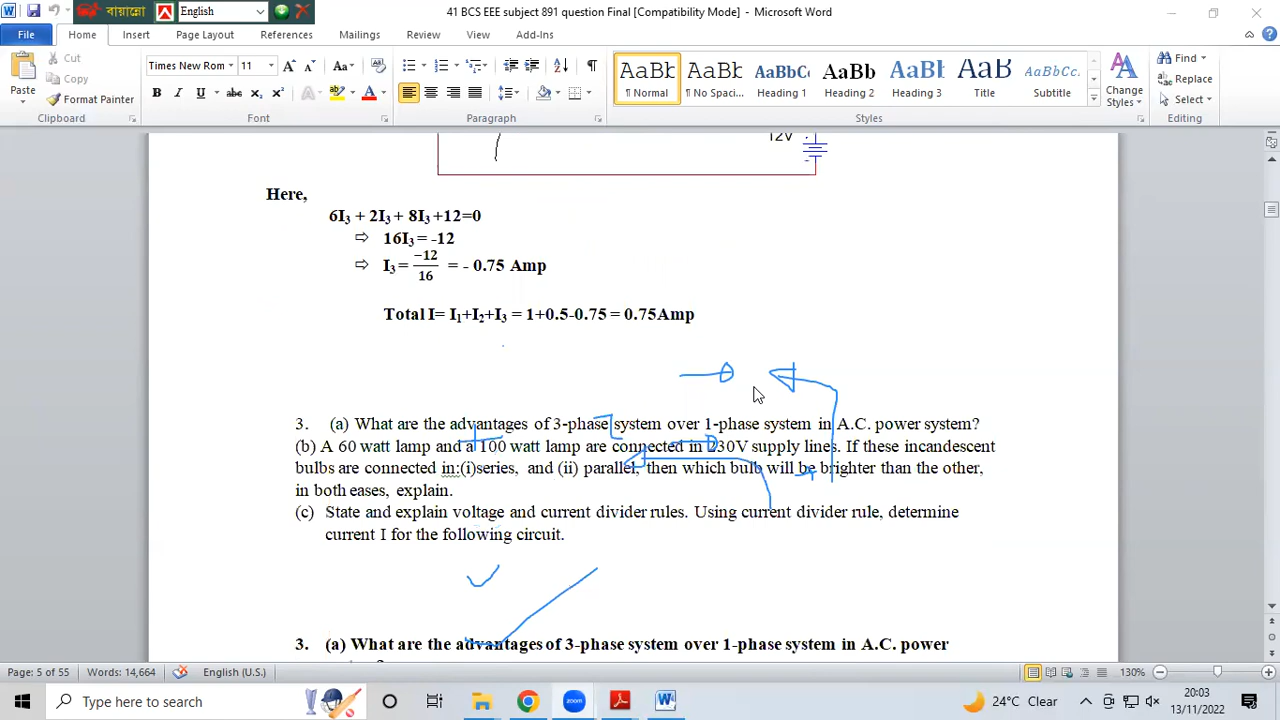 বায়ান্নো English 41 BCS EEE subject 891 question Final [Compatibility Mode] - Microsoft Word
File Home Insert Page Layout References Mailings Review View Add-Ins
Paste Cut Copy Format Painter
Times New Rom 11 Aa
B I U abc X₂ X² A
AaBb AaBb AaBbCc AaBbC AaBbC AaB AaBbCc.
¶ Normal ¶ No Spaci... Heading 1 Heading 2 Heading 3 Title Subtitle
Change Styles
Find Replace Select
Clipboard Font Paragraph Styles Editing
12V
Here,
6I₃ + 2I₃ + 8I₃ +12=0
⇨ 16I₃ = -12
⇨ I₃ = −12/16 = - 0.75 Amp
Total I= I₁+I₂+I₃ = 1+0.5-0.75 = 0.75Amp
3. (a) What are the advantages of 3-phase system over 1-phase system in A.C. power system?
(b) A 60 watt lamp and a 100 watt lamp are connected in 230V supply lines. If these incandescent
bulbs are connected in:(i)series, and (ii) parallel, then which bulb will be brighter than the other,
in both eases, explain.
(c) State and explain voltage and current divider rules. Using current divider rule, determine
current I for the following circuit.
3. (a) What are the advantages of 3-phase system over 1-phase system in A.C. power
Page: 5 of 55 Words: 14,664 English (U.S.) 130%
Type here to search zoom W 24°C Clear 20:03
13/11/2022